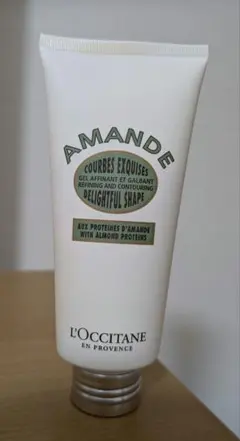 AMANDE
COURBES EXQUISES
GEL AFFINANT ET GALBANT
REFINING AND CONTOURING
DELIGHTFUL SHAPE
AUX PROTEINES D'AMANDE
WITH ALMOND PROTEINS
L'OCCITANE
EN PROVENCE